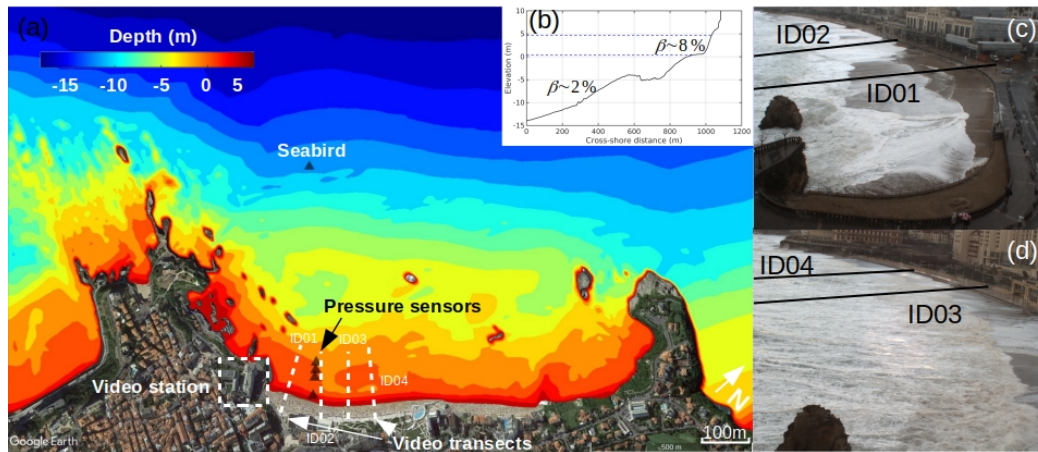 (a)
Depth (m)
-15 -10 -5 0 5
Seabird
Pressure sensors
ID01
ID03
ID04
Video station
ID02
Video transects
Google Earth
500 m
100m
N
(b)
Elevation (m)
10
5
0
-5
-10
-15
β~8 %
β~2 %
0 200 400 600 800 1000 1200
Cross-shore distance (m)
(c)
ID02
ID01
(d)
ID04
ID03